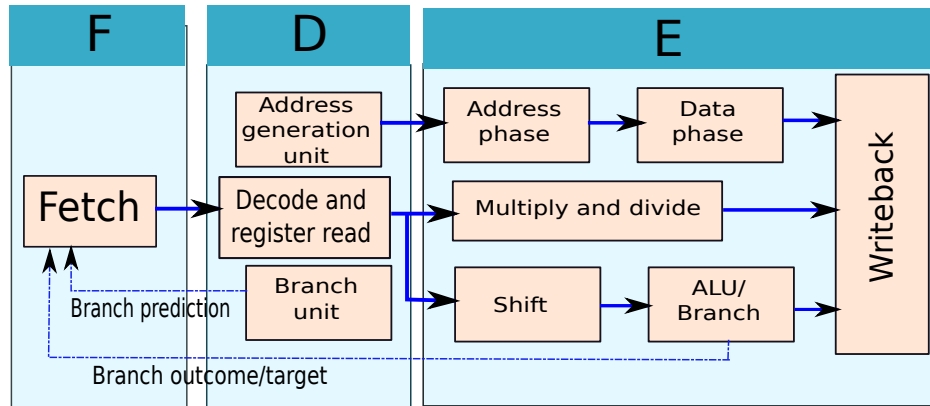 F
D
E
Address
generation
unit
Address
phase
Data
phase
Fetch
Decode and
register read
Multiply and divide
Writeback
Branch
unit
Shift
ALU/
Branch
Branch prediction
Branch outcome/target